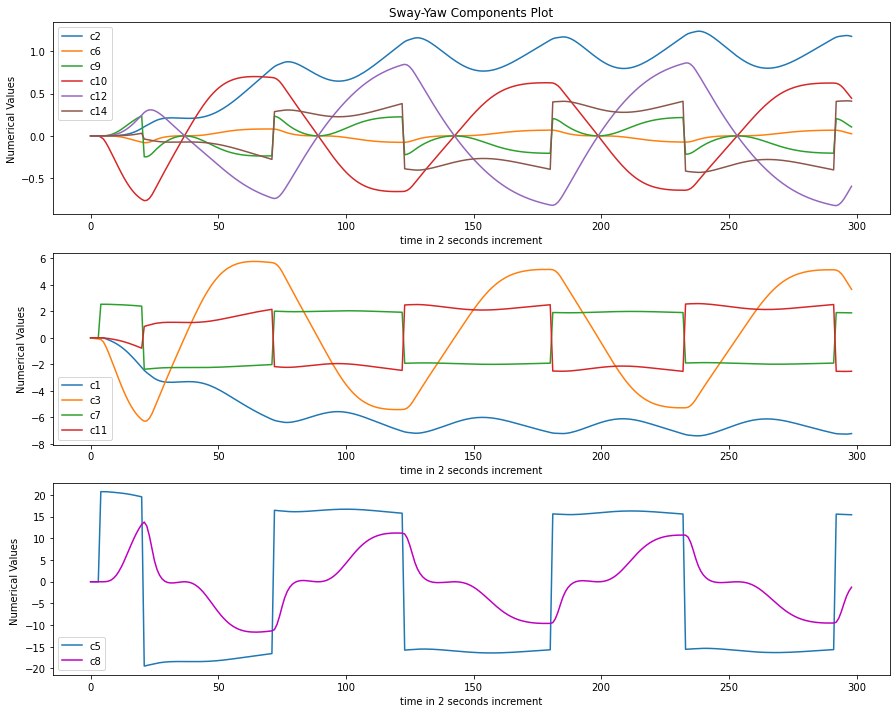 Sway-Yaw Components Plot
Numerical Values
1.0
0.5
0.0
−0.5
c2
c6
c9
c10
c12
c14
0 50 100 150 200 250 300
time in 2 seconds increment
Numerical Values
6
4
2
0
−2
−4
−6
−8
c1
c3
c7
c11
0 50 100 150 200 250 300
time in 2 seconds increment
Numerical Values
20
15
10
5
0
−5
−10
−15
−20
c5
c8
0 50 100 150 200 250 300
time in 2 seconds increment